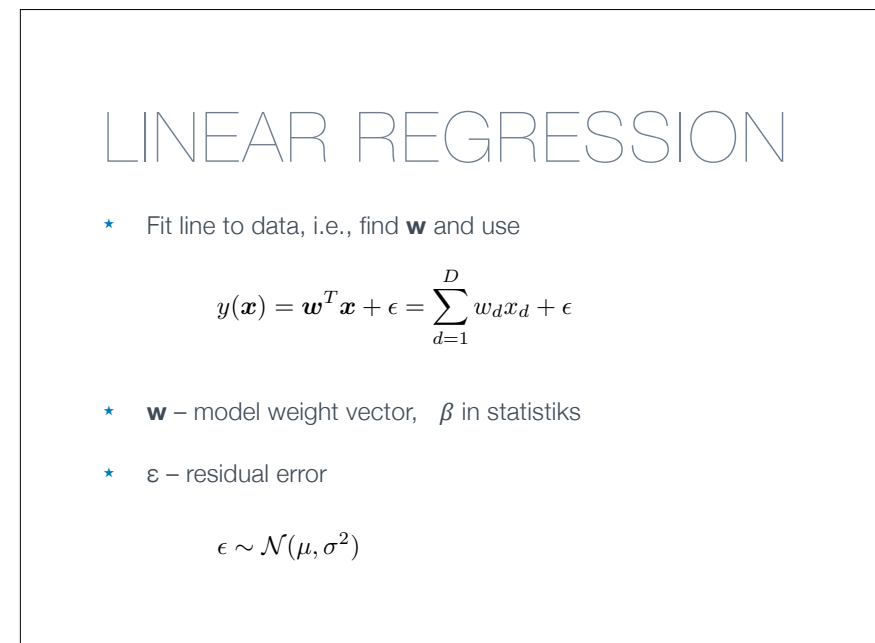 LINEAR REGRESSION
★ Fit line to data, i.e., find w and use
y(x) = w^T x + ϵ = \sum_{d=1}^{D} w_d x_d + ϵ
★ w – model weight vector, β in statistiks
★ ε – residual error
ϵ ∼ N(μ, σ²)